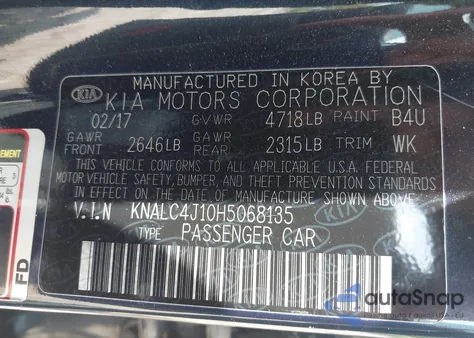 MANUFACTURED IN KOREA BY
KIA KIA MOTORS CORPORATION
02/17 GVWR 4718LB PAINT B4U
GAWR FRONT 2646LB GAWR REAR 2315LB TRIM WK
THIS VEHICLE CONFORMS TO ALL APPLICABLE FEDERAL
MOTOR VEHICLE SAFETY, BUMPER, AND THEFT PREVENTION STANDARDS
IN EFFECT ON THE DATE OF MANUFACTURE SHOWN ABOVE.
V.I.N KNALC4J10H5068135
TYPE PASSENGER CAR
FD
autoSnap